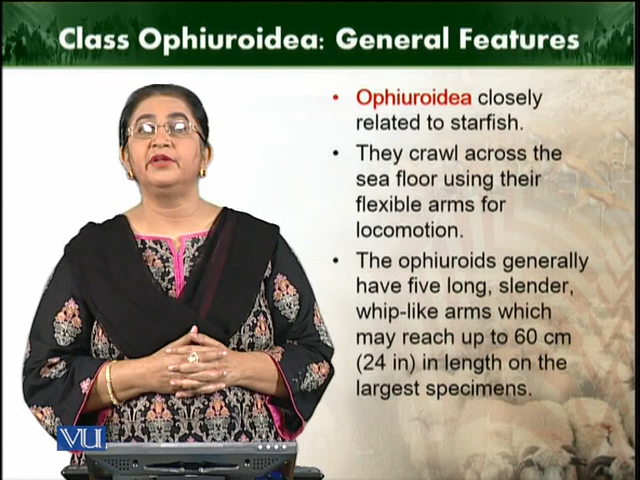 Class Ophiuroidea: General Features
• Ophiuroidea closely
related to starfish.
• They crawl across the
sea floor using their
flexible arms for
locomotion.
• The ophiuroids generally
have five long, slender,
whip-like arms which
may reach up to 60 cm
(24 in) in length on the
largest specimens.
VU